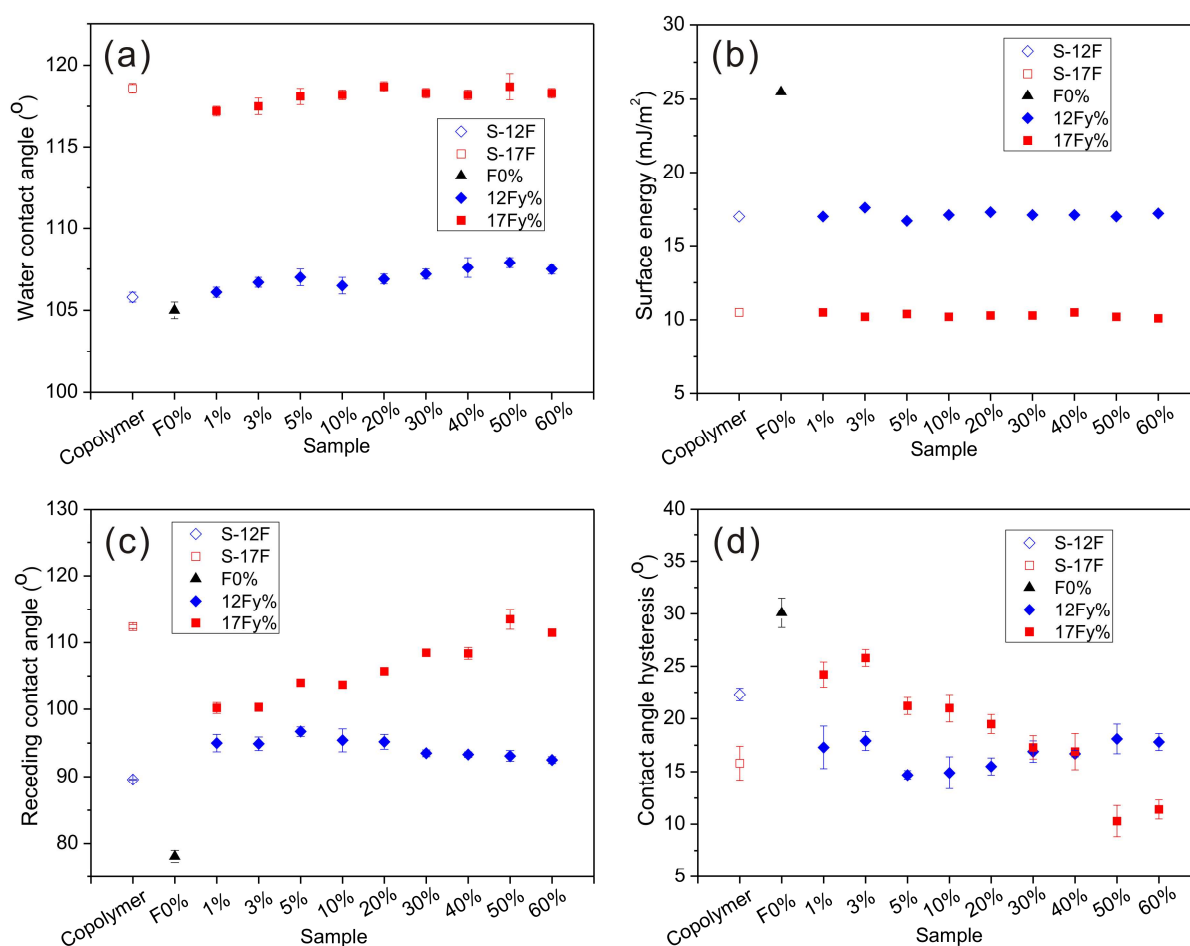 (a)
Water contact angle (°)
120
115
110
105
100
S-12F
S-17F
F0%
12Fy%
17Fy%
Copolymer F0% 1% 3% 5% 10% 20% 30% 40% 50% 60%
Sample
(b)
Surface energy (mJ/m²)
30
25
20
15
10
5
S-12F
S-17F
F0%
12Fy%
17Fy%
Copolymer F0% 1% 3% 5% 10% 20% 30% 40% 50% 60%
Sample
(c)
Receding contact angle (°)
130
120
110
100
90
80
S-12F
S-17F
F0%
12Fy%
17Fy%
Copolymer F0% 1% 3% 5% 10% 20% 30% 40% 50% 60%
Sample
(d)
Contact angle hysteresis (°)
40
35
30
25
20
15
10
5
S-12F
S-17F
F0%
12Fy%
17Fy%
Copolymer F0% 1% 3% 5% 10% 20% 30% 40% 50% 60%
Sample